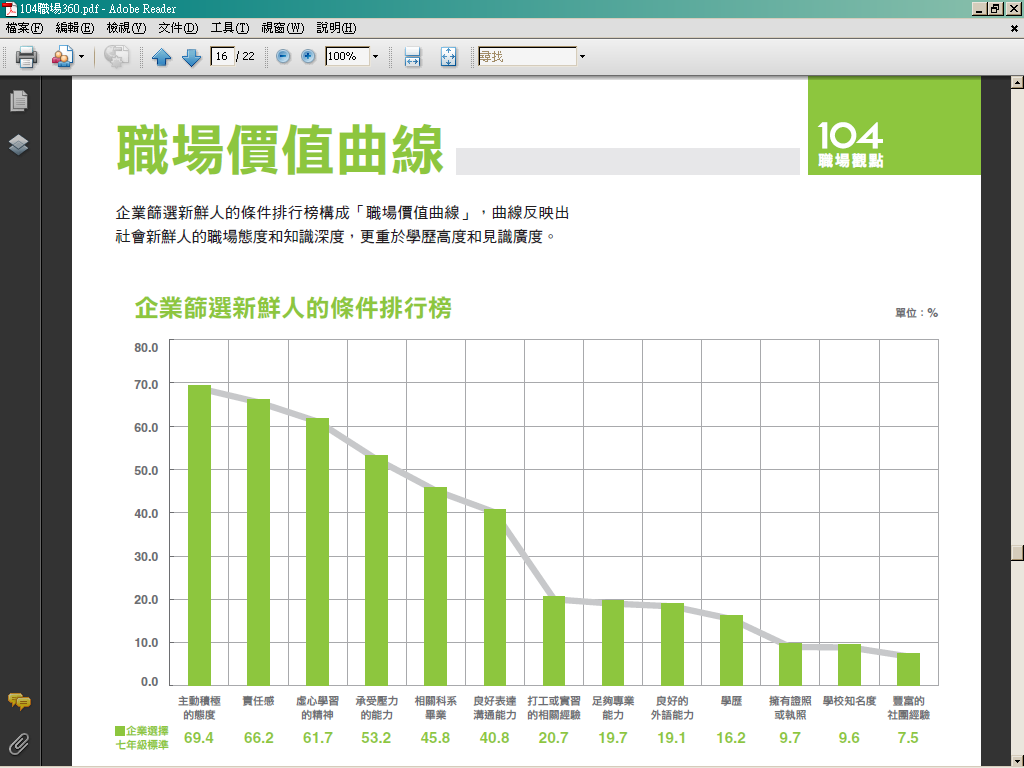 104職場360.pdf - Adobe Reader
檔案(F) 編輯(E) 檢視(V) 文件(D) 工具(T) 視窗(W) 說明(H)
16 / 22 100% 尋找
職場價值曲線
104
職場觀點
企業篩選新鮮人的條件排行榜構成「職場價值曲線」，曲線反映出
社會新鮮人的職場態度和知識深度，更重於學歷高度和見識廣度。
企業篩選新鮮人的條件排行榜
單位：%
80.0
70.0
60.0
50.0
40.0
30.0
20.0
10.0
0.0
主動積極
的態度
責任感
虛心學習
的精神
承受壓力
的能力
相關科系
畢業
良好表達
溝通能力
打工或實習
的相關經驗
足夠專業
能力
良好的
外語能力
學歷
擁有證照
或執照
學校知名度
豐富的
社團經驗
企業選擇
七年級標準
69.4 66.2 61.7 53.2 45.8 40.8 20.7 19.7 19.1 16.2 9.7 9.6 7.5